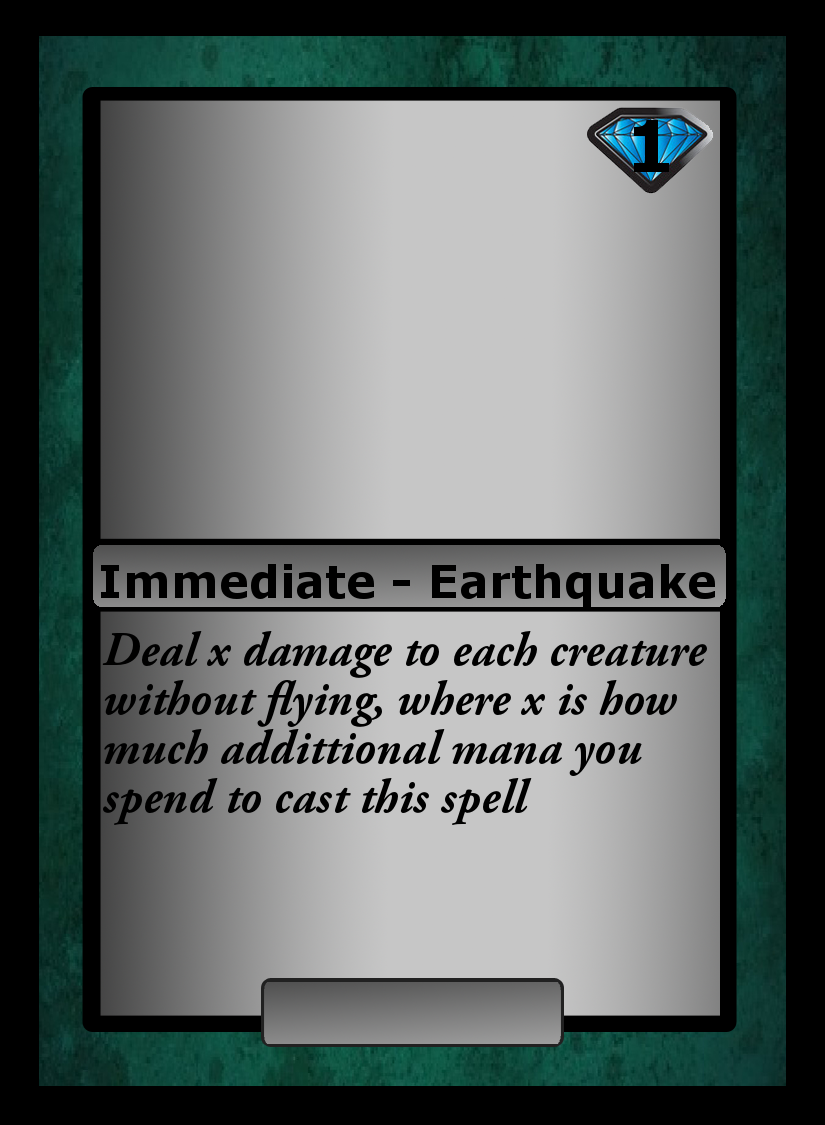 1
Immediate - Earthquake
Deal x damage to each creature
without flying, where x is how
much addittional mana you
spend to cast this spell